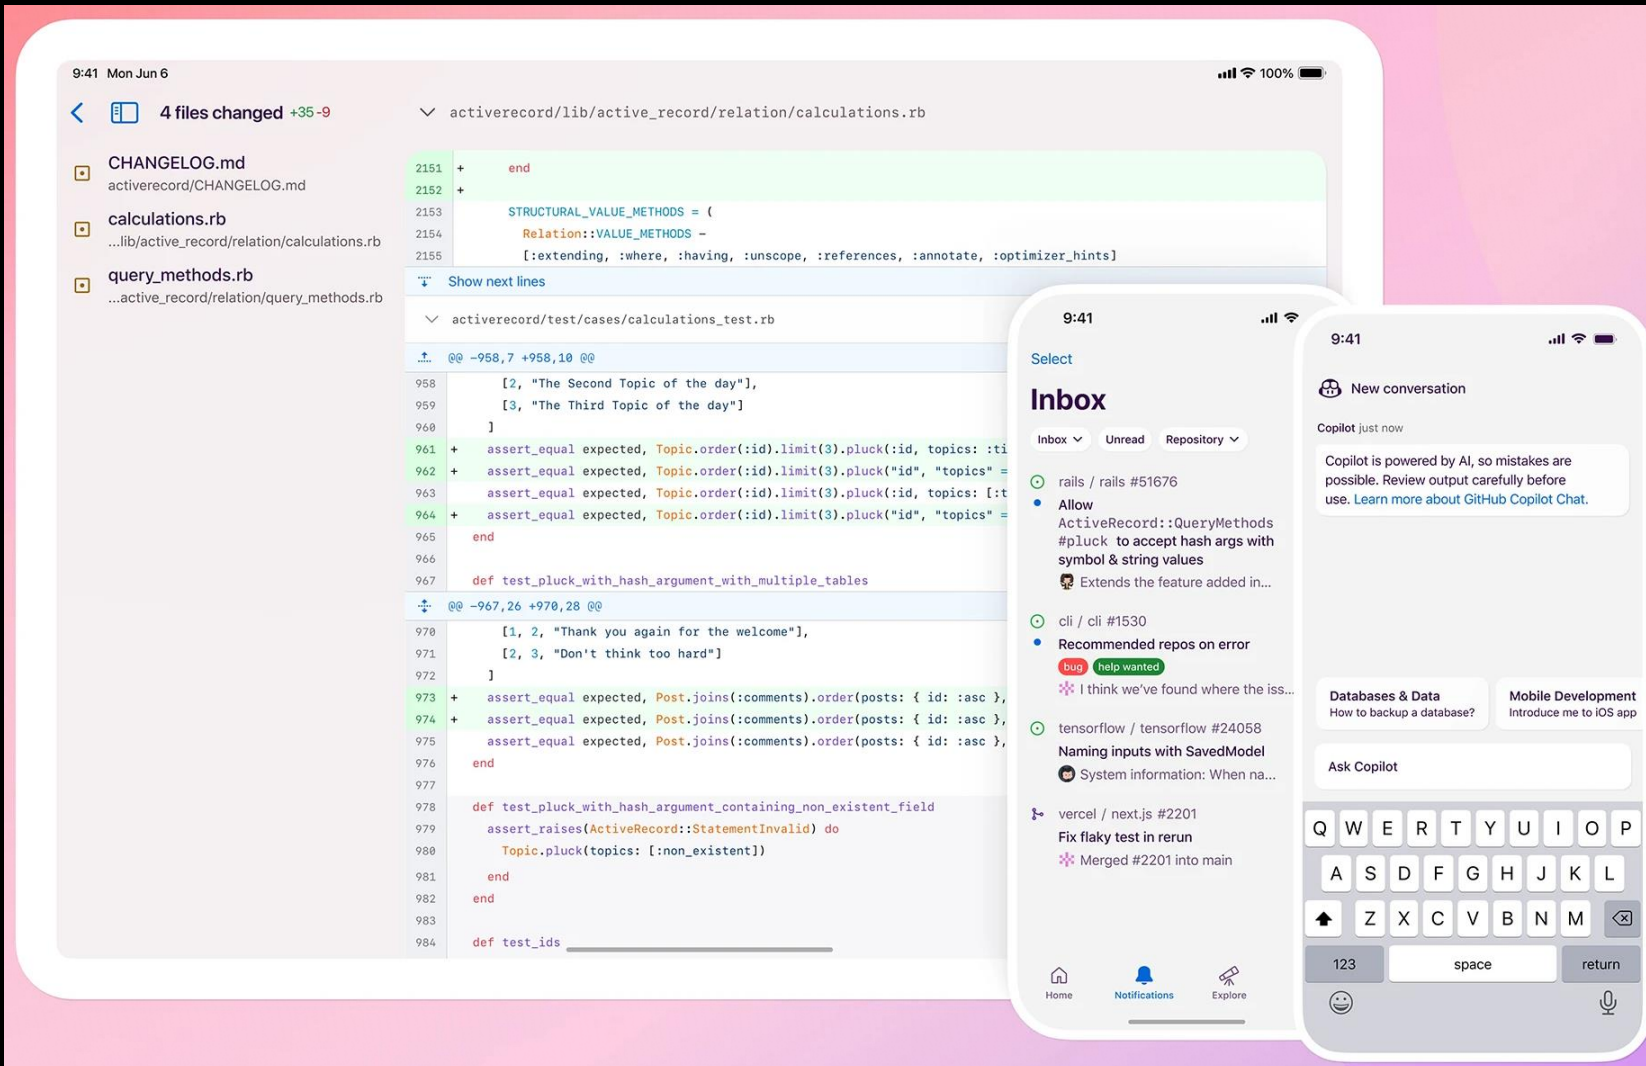 9:41 Mon Jun 6
100%
4 files changed +35 -9
CHANGELOG.md
activerecord/CHANGELOG.md
calculations.rb
...lib/active_record/relation/calculations.rb
query_methods.rb
...active_record/relation/query_methods.rb
activerecord/lib/active_record/relation/calculations.rb
2151 + end
2152 +
2153 STRUCTURAL_VALUE_METHODS = (
2154 Relation::VALUE_METHODS -
2155 [:extending, :where, :having, :unscope, :references, :annotate, :optimizer_hints]
Show next lines
activerecord/test/cases/calculations_test.rb
@@ -958,7 +958,10 @@
958 [2, "The Second Topic of the day"],
959 [3, "The Third Topic of the day"]
960 ]
961 + assert_equal expected, Topic.order(:id).limit(3).pluck(:id, topics: :ti
962 + assert_equal expected, Topic.order(:id).limit(3).pluck("id", "topics" =
963 assert_equal expected, Topic.order(:id).limit(3).pluck(:id, topics: [:t
964 + assert_equal expected, Topic.order(:id).limit(3).pluck("id", "topics" =
965 end
966
967 def test_pluck_with_hash_argument_with_multiple_tables
@@ -967,26 +970,28 @@
970 [1, 2, "Thank you again for the welcome"],
971 [2, 3, "Don't think too hard"]
972 ]
973 + assert_equal expected, Post.joins(:comments).order(posts: { id: :asc },
974 + assert_equal expected, Post.joins(:comments).order(posts: { id: :asc },
975 assert_equal expected, Post.joins(:comments).order(posts: { id: :asc },
976 end
977
978 def test_pluck_with_hash_argument_containing_non_existent_field
979 assert_raises(ActiveRecord::StatementInvalid) do
980 Topic.pluck(topics: [:non_existent])
981 end
982 end
983
984 def test_ids
9:41
Select
Inbox
Inbox Unread Repository
rails / rails #51676
Allow
ActiveRecord::QueryMethods
#pluck to accept hash args with
symbol & string values
Extends the feature added in...
cli / cli #1530
Recommended repos on error
bug help wanted
I think we've found where the iss...
tensorflow / tensorflow #24058
Naming inputs with SavedModel
System information: When na...
vercel / next.js #2201
Fix flaky test in rerun
Merged #2201 into main
Home Notifications Explore
9:41
New conversation
Copilot just now
Copilot is powered by AI, so mistakes are
possible. Review output carefully before
use. Learn more about GitHub Copilot Chat.
Databases & Data
How to backup a database?
Mobile Development
Introduce me to iOS app
Ask Copilot
Q W E R T Y U I O P
A S D F G H J K L
Z X C V B N M
123 space return